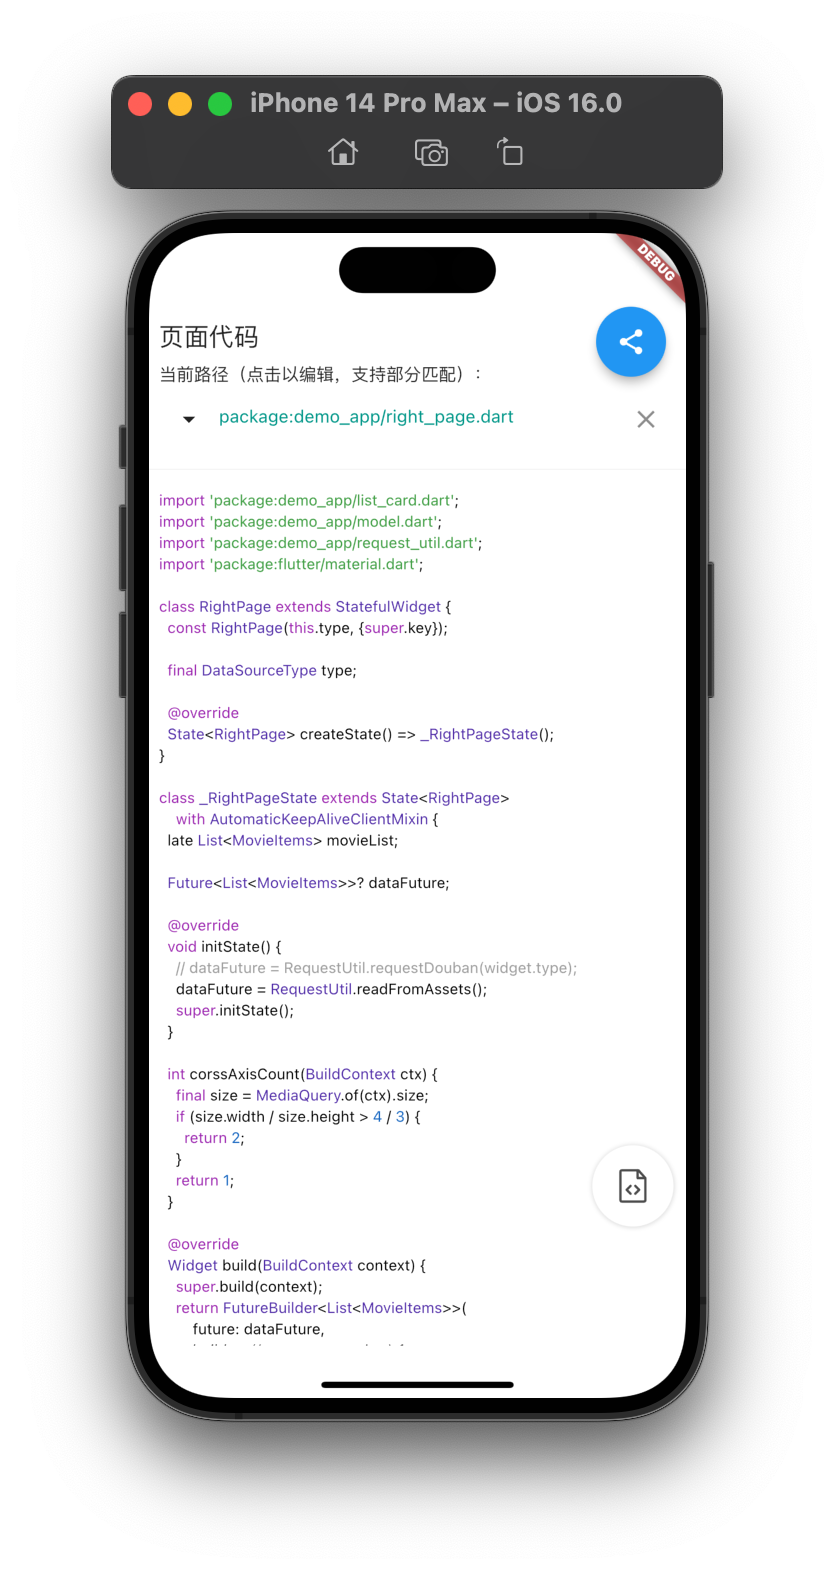 iPhone 14 Pro Max – iOS 16.0
DEBUG
页面代码
当前路径（点击以编辑，支持部分匹配）：
package:demo_app/right_page.dart
import 'package:demo_app/list_card.dart';
import 'package:demo_app/model.dart';
import 'package:demo_app/request_util.dart';
import 'package:flutter/material.dart';
class RightPage extends StatefulWidget {
const RightPage(this.type, {super.key});
final DataSourceType type;
@override
State<RightPage> createState() => _RightPageState();
}
class _RightPageState extends State<RightPage>
with AutomaticKeepAliveClientMixin {
late List<MovieItems> movieList;
Future<List<MovieItems>>? dataFuture;
@override
void initState() {
// dataFuture = RequestUtil.requestDouban(widget.type);
dataFuture = RequestUtil.readFromAssets();
super.initState();
}
int corssAxisCount(BuildContext ctx) {
final size = MediaQuery.of(ctx).size;
if (size.width / size.height > 4 / 3) {
return 2;
}
return 1;
}
@override
Widget build(BuildContext context) {
super.build(context);
return FutureBuilder<List<MovieItems>>(
future: dataFuture,